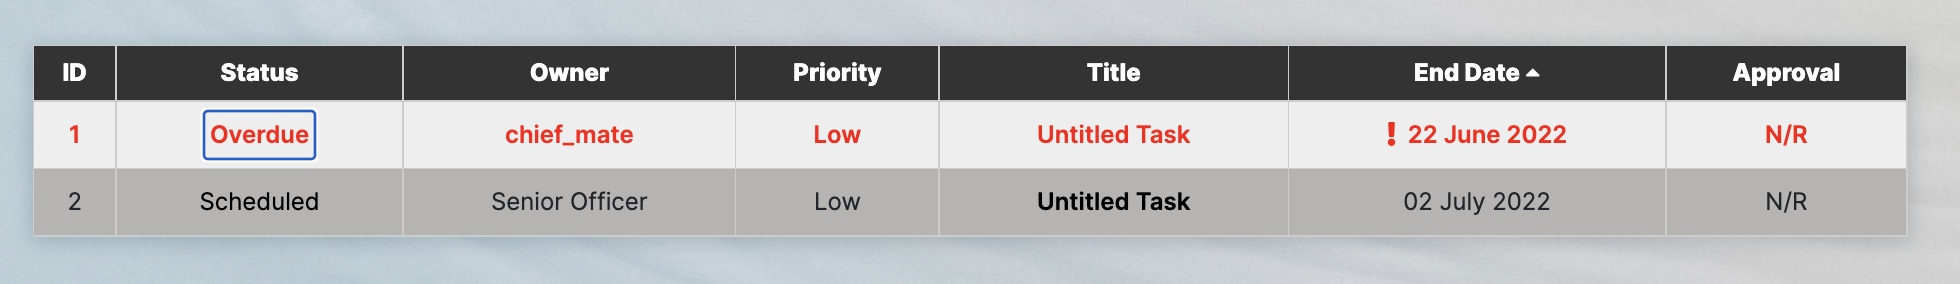 ID Status Owner Priority Title End Date Approval
1 Overdue chief_mate Low Untitled Task ! 22 June 2022 N/R
2 Scheduled Senior Officer Low Untitled Task 02 July 2022 N/R